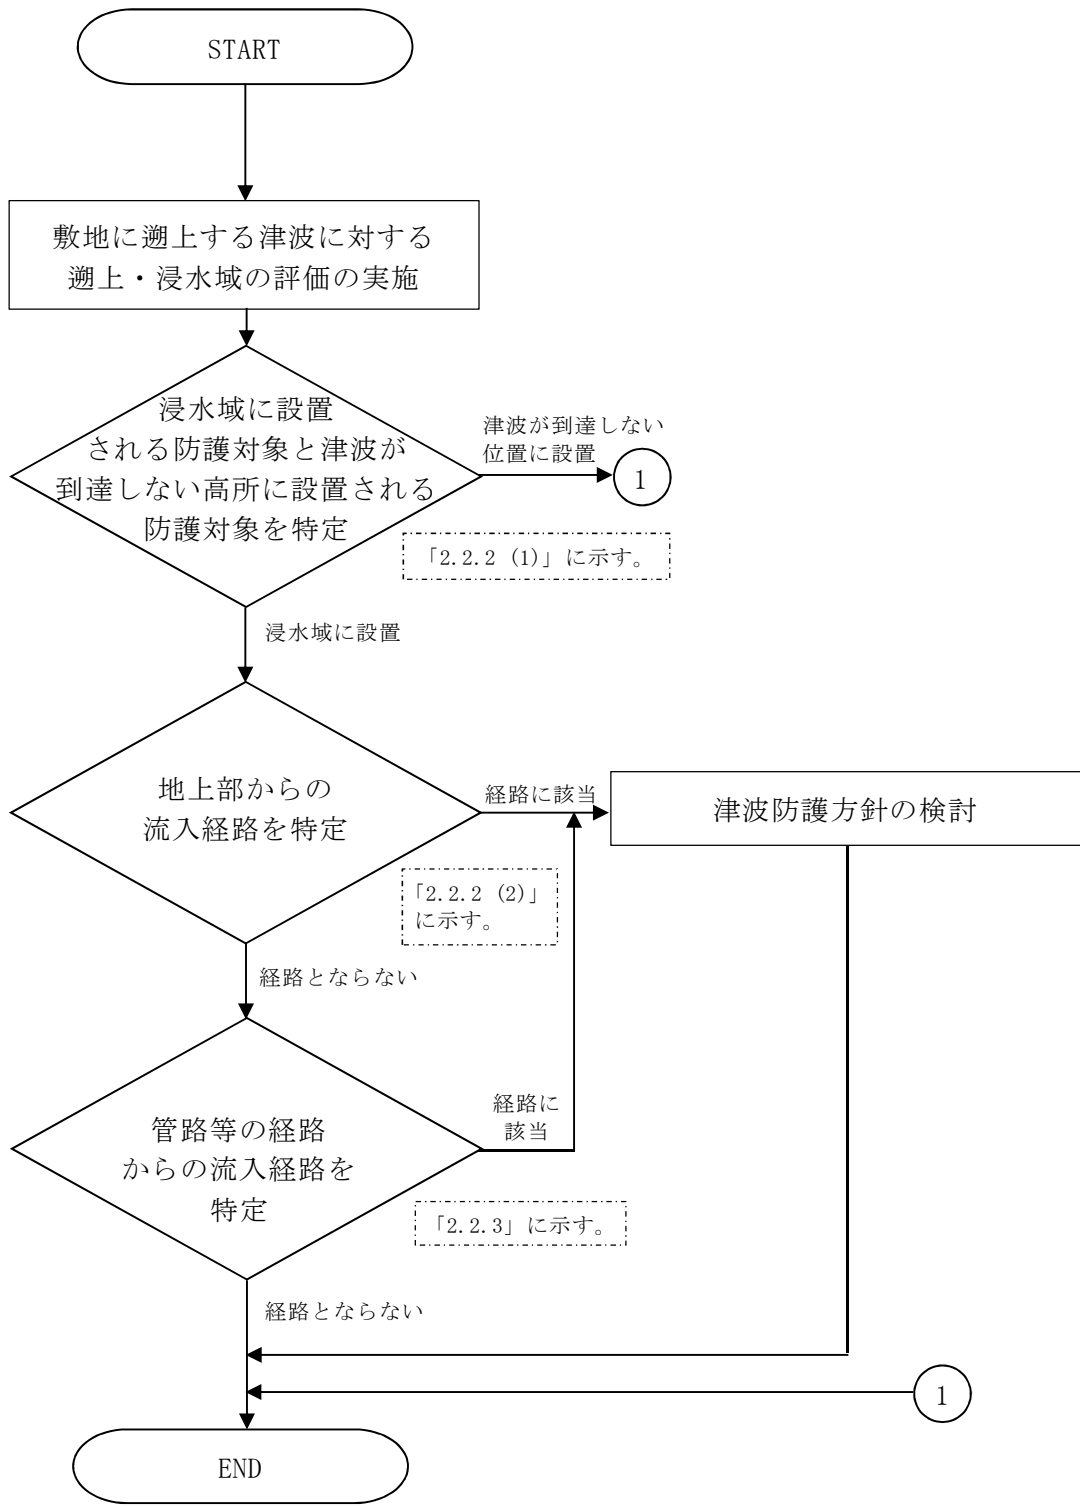 START
敷地に遡上する津波に対する
遡上・浸水域の評価の実施
浸水域に設置
される防護対象と津波が
到達しない高所に設置される
防護対象を特定
津波が到達しない
位置に設置
1
「2.2.2 (1)」に示す。
浸水域に設置
地上部からの
流入経路を特定
経路に該当
津波防護方針の検討
「2.2.2 (2)」
に示す。
経路とならない
管路等の経路
からの流入経路を
特定
経路に
該当
「2.2.3」に示す。
経路とならない
1
END